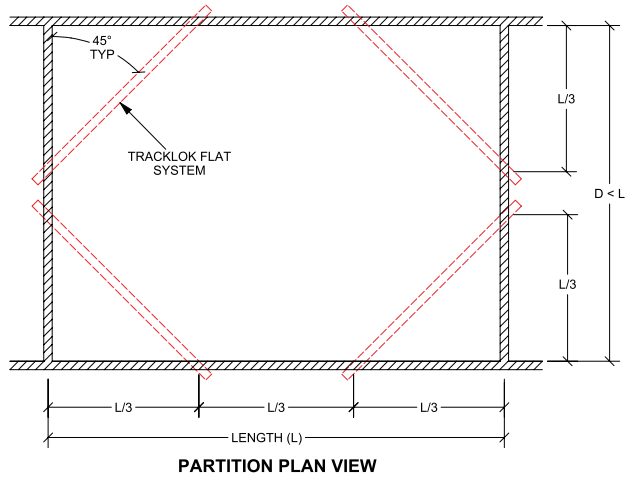 45°
TYP
TRACKLOK FLAT
SYSTEM
L/3
D < L
L/3
L/3
L/3
L/3
LENGTH (L)
PARTITION PLAN VIEW